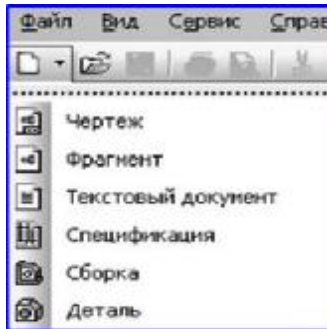 Файл Вид Сервис Справ
Чертеж
Фрагмент
Текстовый документ
Спецификация
Сборка
Деталь